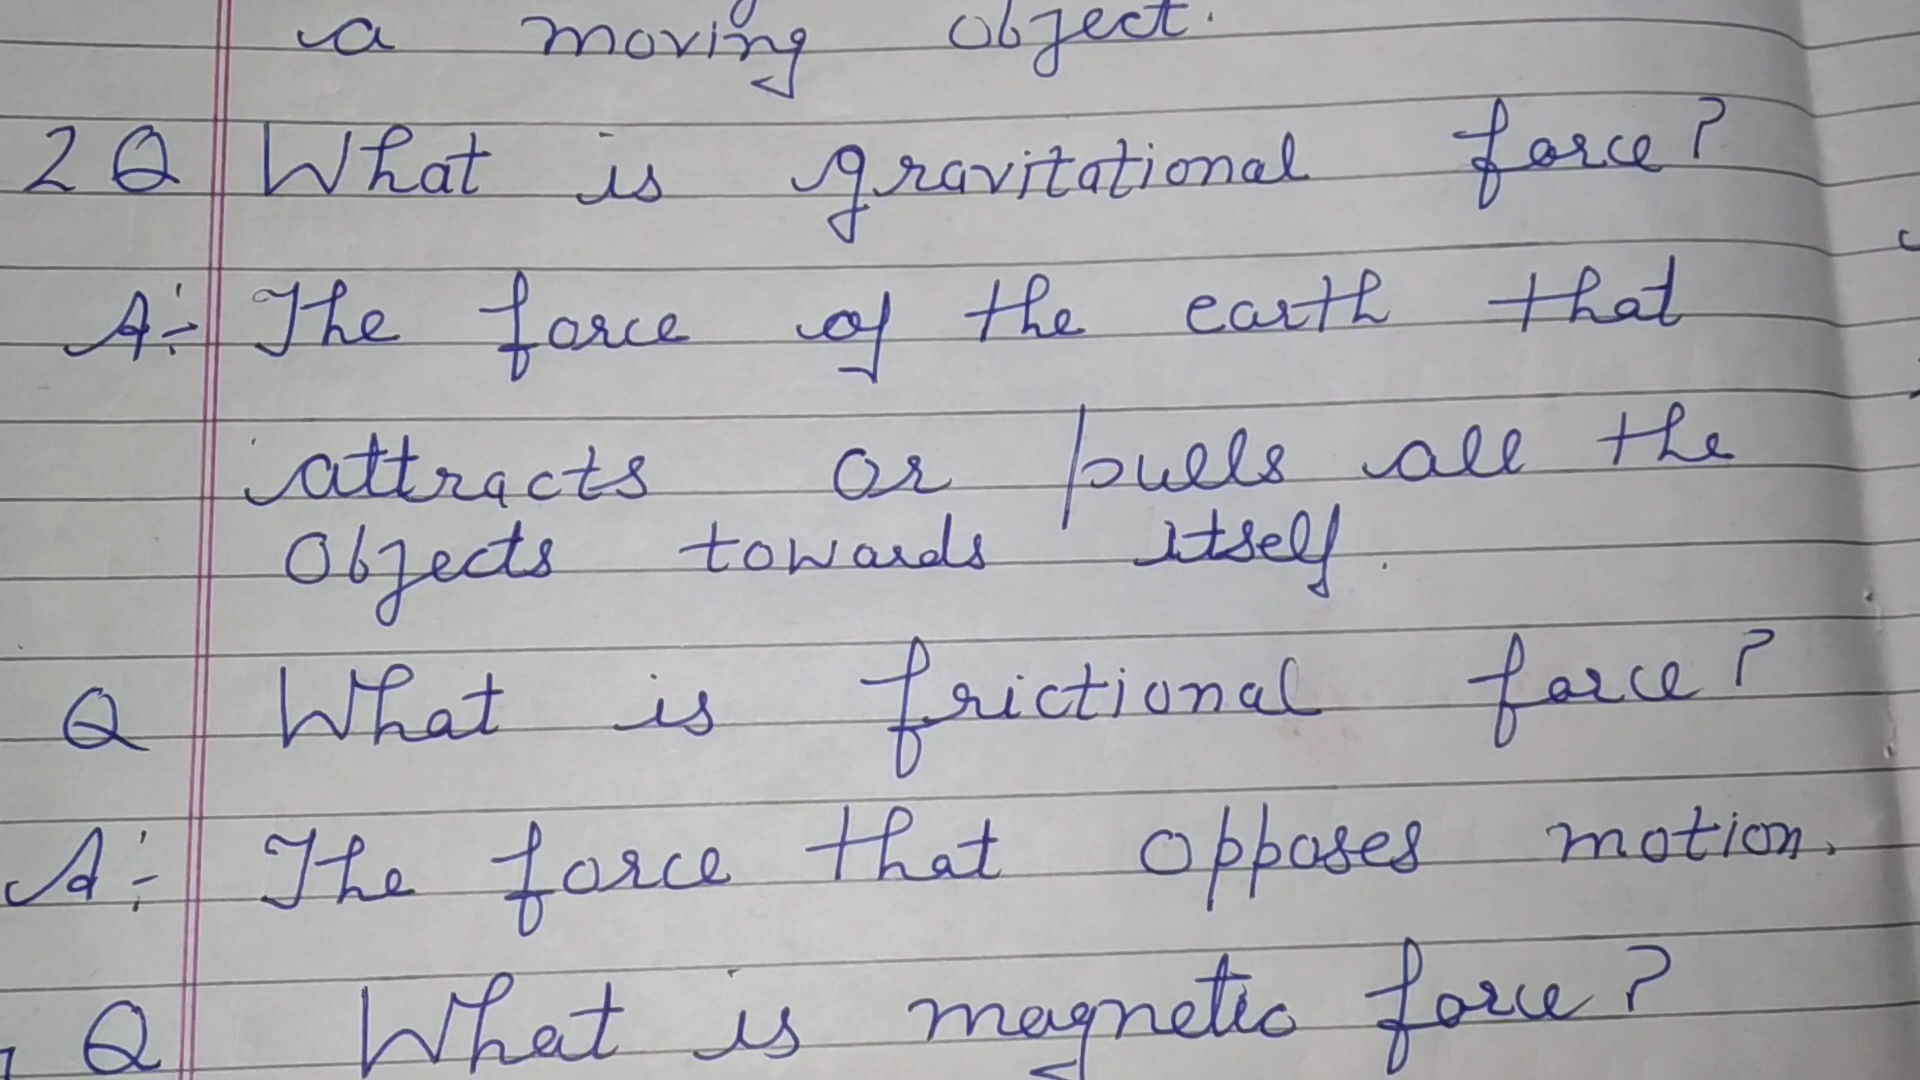 a moving object.
2 Q What is gravitational force?
A:- The force of the earth that
attracts or pulls all the
objects towards itself.
Q What is frictional force?
A:- The force that opposes motion.
Q What is magnetic force?